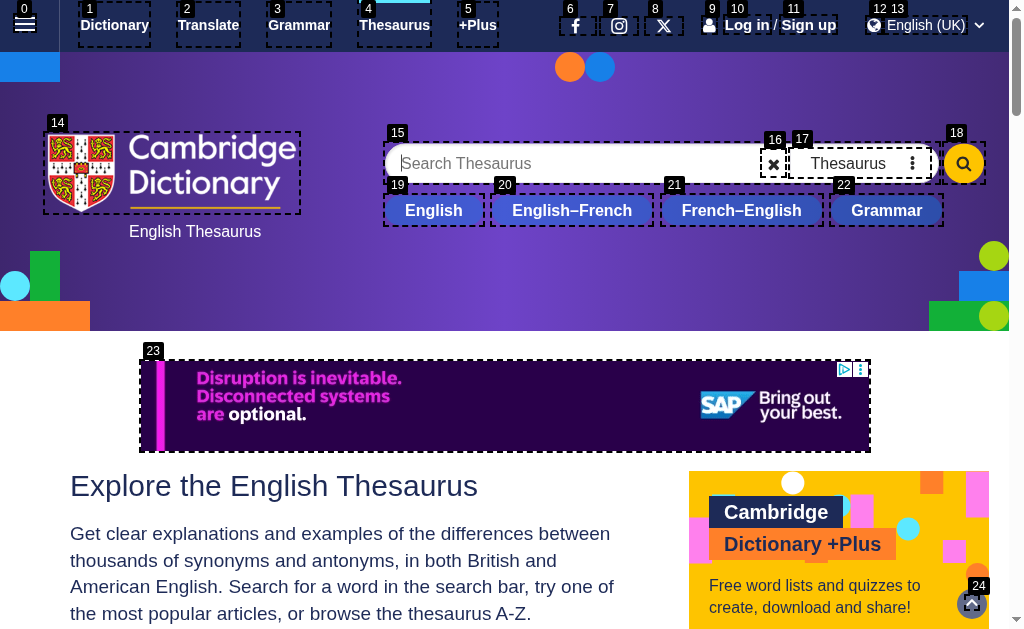 0 1 2 3 4 5 6 7 8 9 10 11 12 13
Dictionary Translate Grammar Thesaurus +Plus Log in / Sign up English (UK)
14
Cambridge
Dictionary
English Thesaurus
15 16 17 18
Search Thesaurus Thesaurus
19 20 21 22
English English–French French–English Grammar
23
Disruption is inevitable.
Disconnected systems
are optional.
SAP Bring out
your best.
Explore the English Thesaurus
Get clear explanations and examples of the differences between
thousands of synonyms and antonyms, in both British and
American English. Search for a word in the search bar, try one of
the most popular articles, or browse the thesaurus A-Z.
Cambridge
Dictionary +Plus
Free word lists and quizzes to
create, download and share!
24